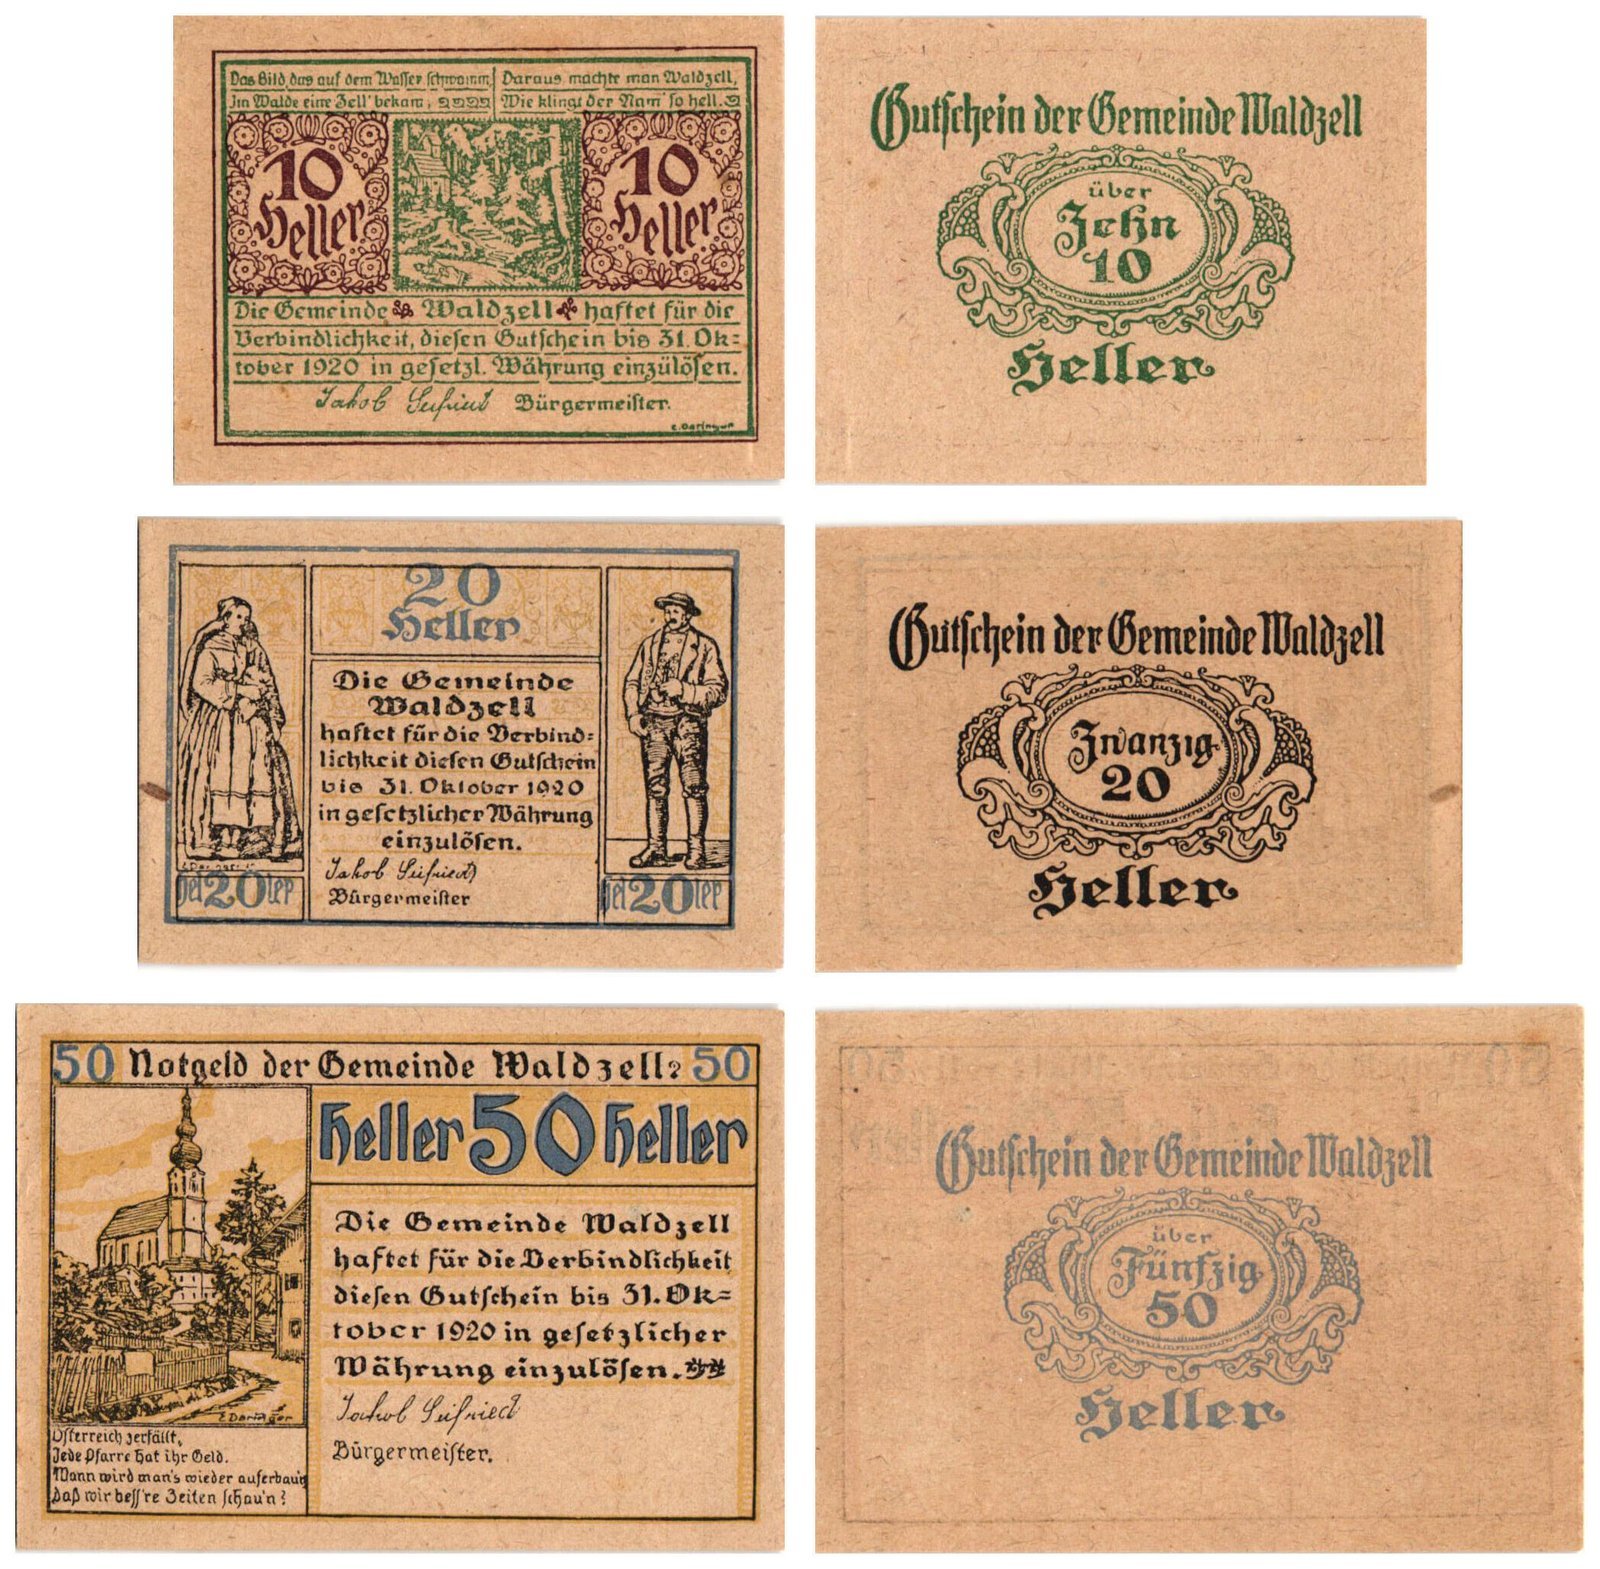 Das Bild das auf dem Wasser schwamm,
Im Walde eine Zell' bekam,
Daraus machte man Waldzell,
Wie klingt der Nam' so hell.
10 Heller
10 Heller
Die Gemeinde Waldzell haftet für die
Verbindlichkeit, diesen Gutschein bis 31. Ok=
tober 1920 in gesetzl. Währung einzulösen.
Jakob Seifried Bürgermeister.
Gutschein der Gemeinde Waldzell
über
Zehn
10
Heller
20
Heller
Die Gemeinde
Waldzell
haftet für die Verbind=
lichkeit diesen Gutschein
bis 31. Oktober 1920
in gesetzlicher Währung
einzulösen.
Jakob Seifried
Bürgermeister
Hel 20 ler
Hel 20 ler
Gutschein der Gemeinde Waldzell
Zwanzig
20
Heller
50 Notgeld der Gemeinde Waldzell 50
Heller 50 Heller
Die Gemeinde Waldzell
haftet für die Verbindlichkeit
diesen Gutschein bis 31. Ok=
tober 1920 in gesetzlicher
Währung einzulösen.
Jakob Seifried
Bürgermeister.
E Daringer
Österreich zerfällt,
Jede Pfarre hat ihr Geld.
Wann wird man's wieder auferbau'n
Daß wir bess're Zeiten schau'n?
Gutschein der Gemeinde Waldzell
über
Fünfzig
50
Heller